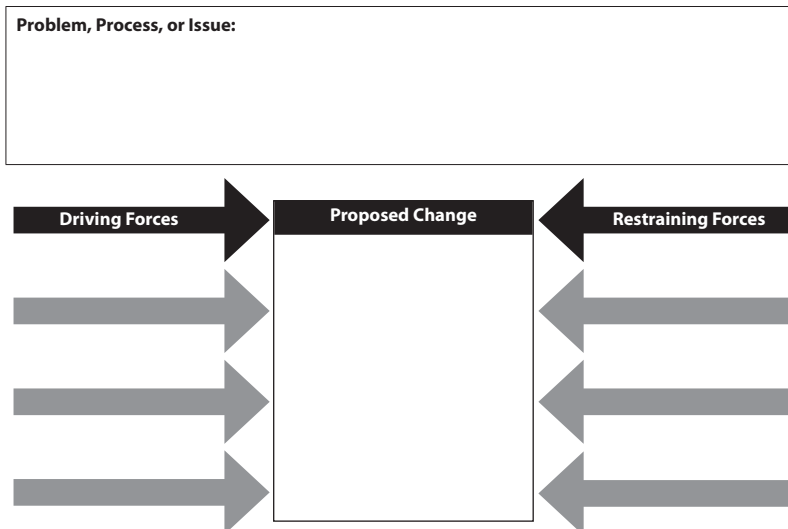 Problem, Process, or Issue:
Driving Forces
Proposed Change
Restraining Forces